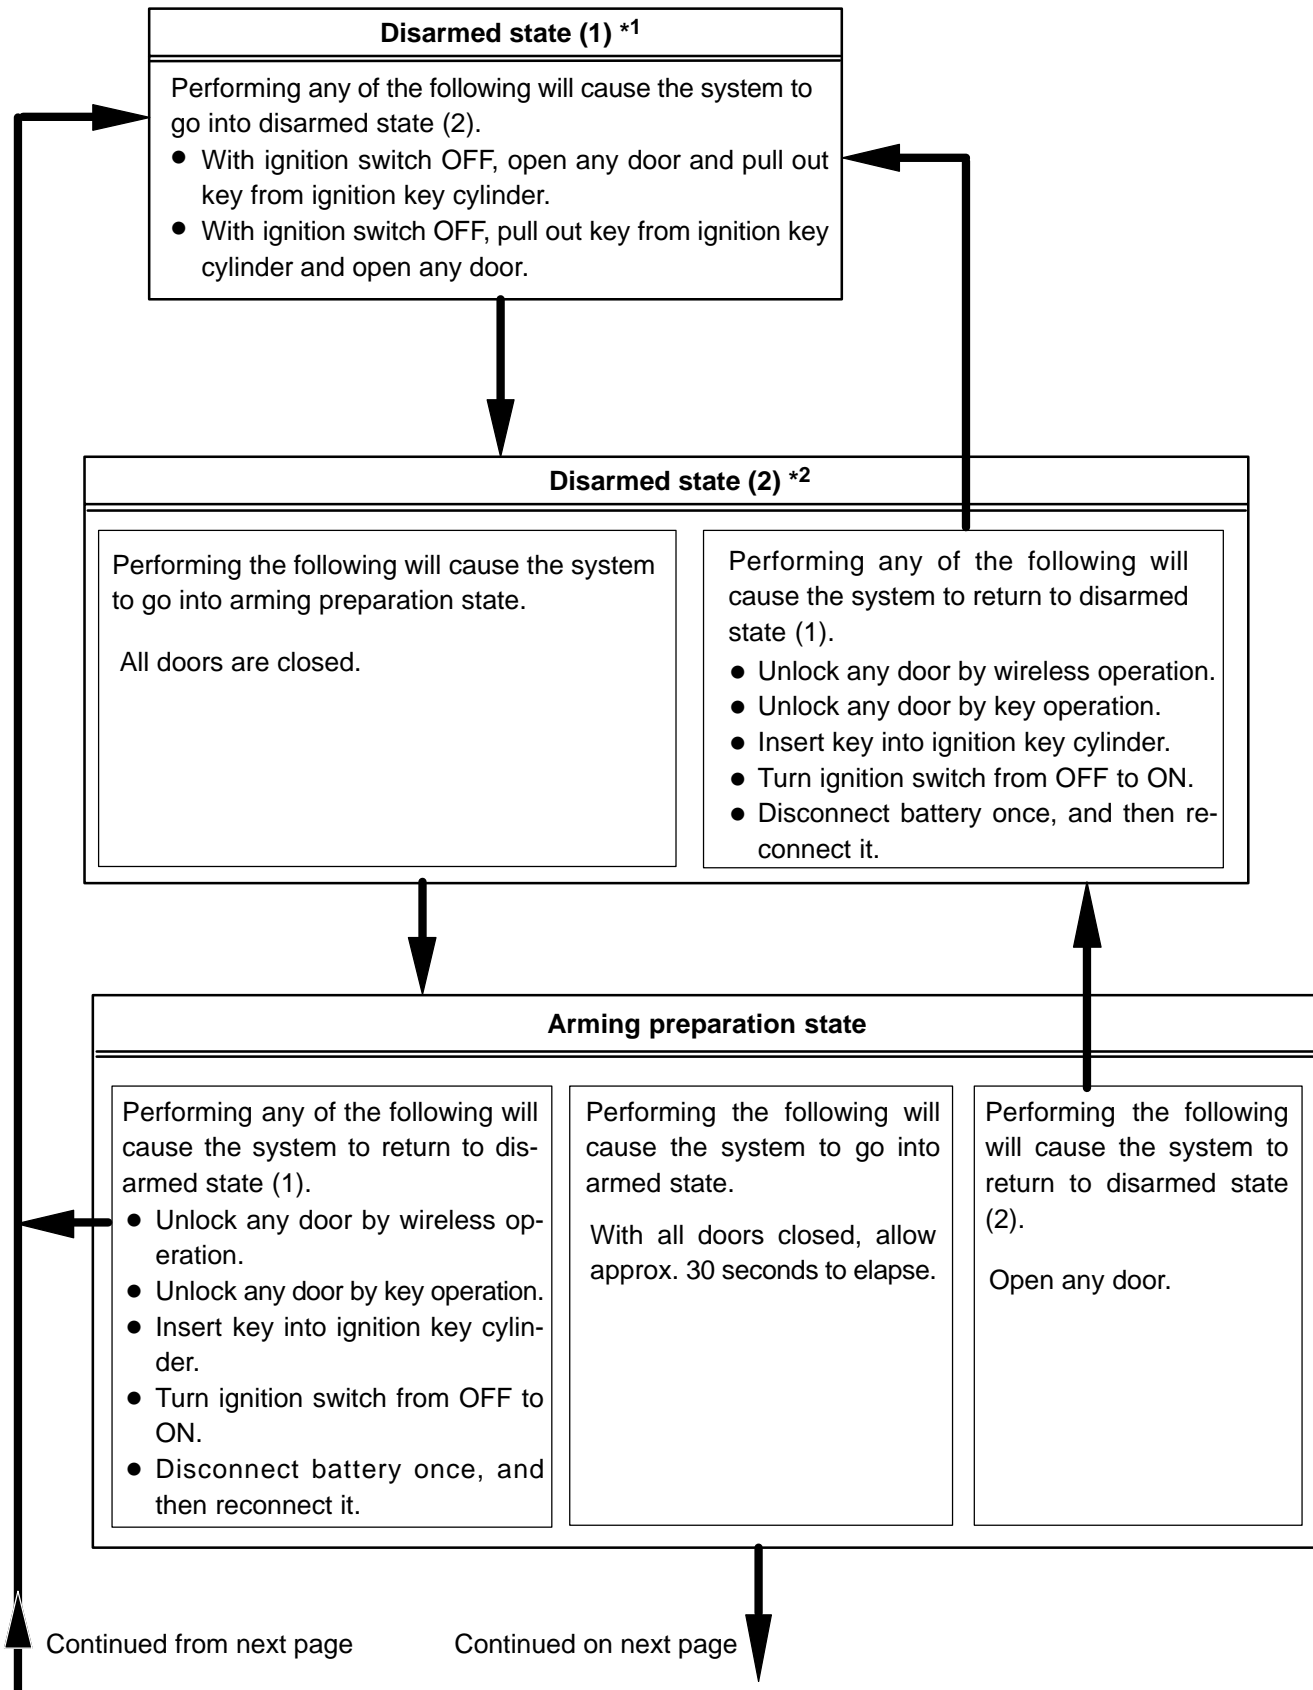 Disarmed state (1) *1
Performing any of the following will cause the system to
go into disarmed state (2).
● With ignition switch OFF, open any door and pull out
key from ignition key cylinder.
● With ignition switch OFF, pull out key from ignition key
cylinder and open any door.
Disarmed state (2) *2
Performing the following will cause the system
to go into arming preparation state.
All doors are closed.
Performing any of the following will
cause the system to return to disarmed
state (1).
● Unlock any door by wireless operation.
● Unlock any door by key operation.
● Insert key into ignition key cylinder.
● Turn ignition switch from OFF to ON.
● Disconnect battery once, and then re-
connect it.
Arming preparation state
Performing any of the following will
cause the system to return to dis-
armed state (1).
● Unlock any door by wireless op-
eration.
● Unlock any door by key operation.
● Insert key into ignition key cylin-
der.
● Turn ignition switch from OFF to
ON.
● Disconnect battery once, and
then reconnect it.
Performing the following will
cause the system to go into
armed state.
With all doors closed, allow
approx. 30 seconds to elapse.
Performing the following
will cause the system to
return to disarmed state
(2).
Open any door.
Continued from next page
Continued on next page